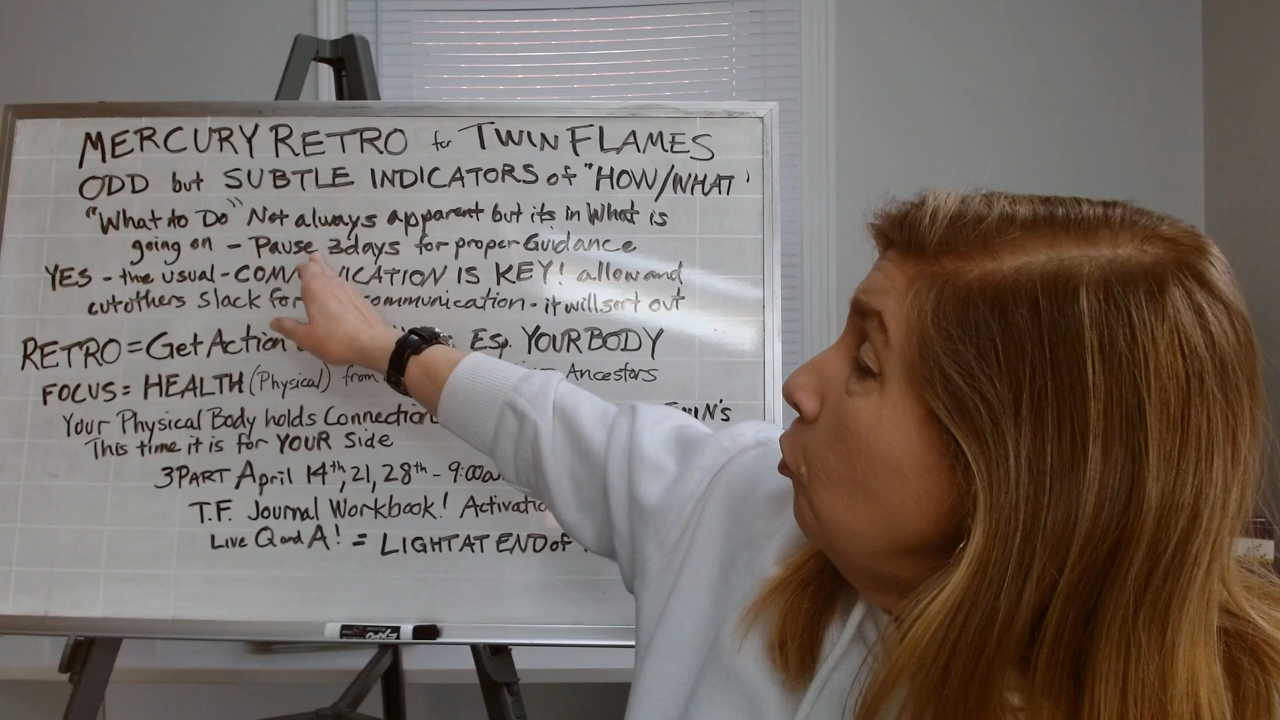 MERCURY RETRO for TWIN FLAMES
ODD but SUBTLE INDICATORS of "HOW/WHAT'
"What to Do" Not always apparent but its in What is
going on - Pause 3days for proper Guidance
YES - the usual - COMMUNICATION IS KEY! allow and
cut others Slack for communication - it will sort out
RETRO = Get Action Esp. YOUR BODY
FOCUS = HEALTH (Physical) from Ancestors
Your Physical Body holds Connection TWIN'S
This time it is for YOUR Side
3PART April 14th, 21, 28th - 9:00a
T.F. Journal Workbook! Activatio
Live Q and A! = LIGHT AT END of
EXPO